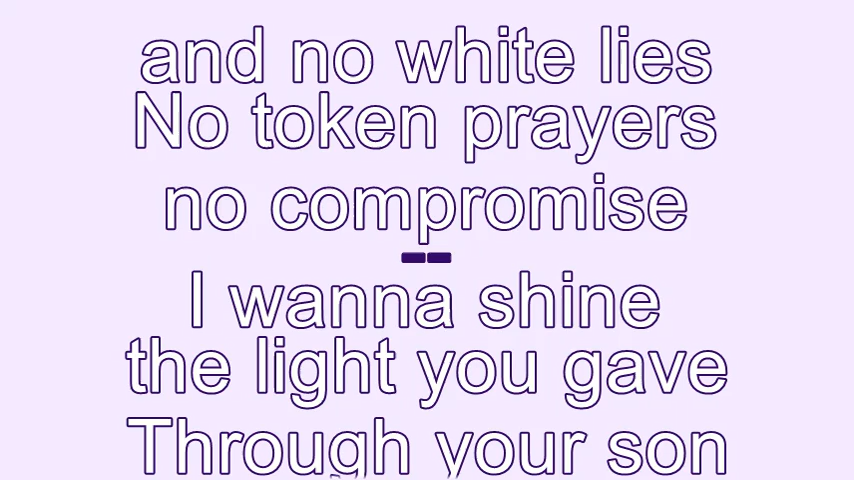 and no white lies
No token prayers
no compromise
--
I wanna shine
the light you gave
Through your son